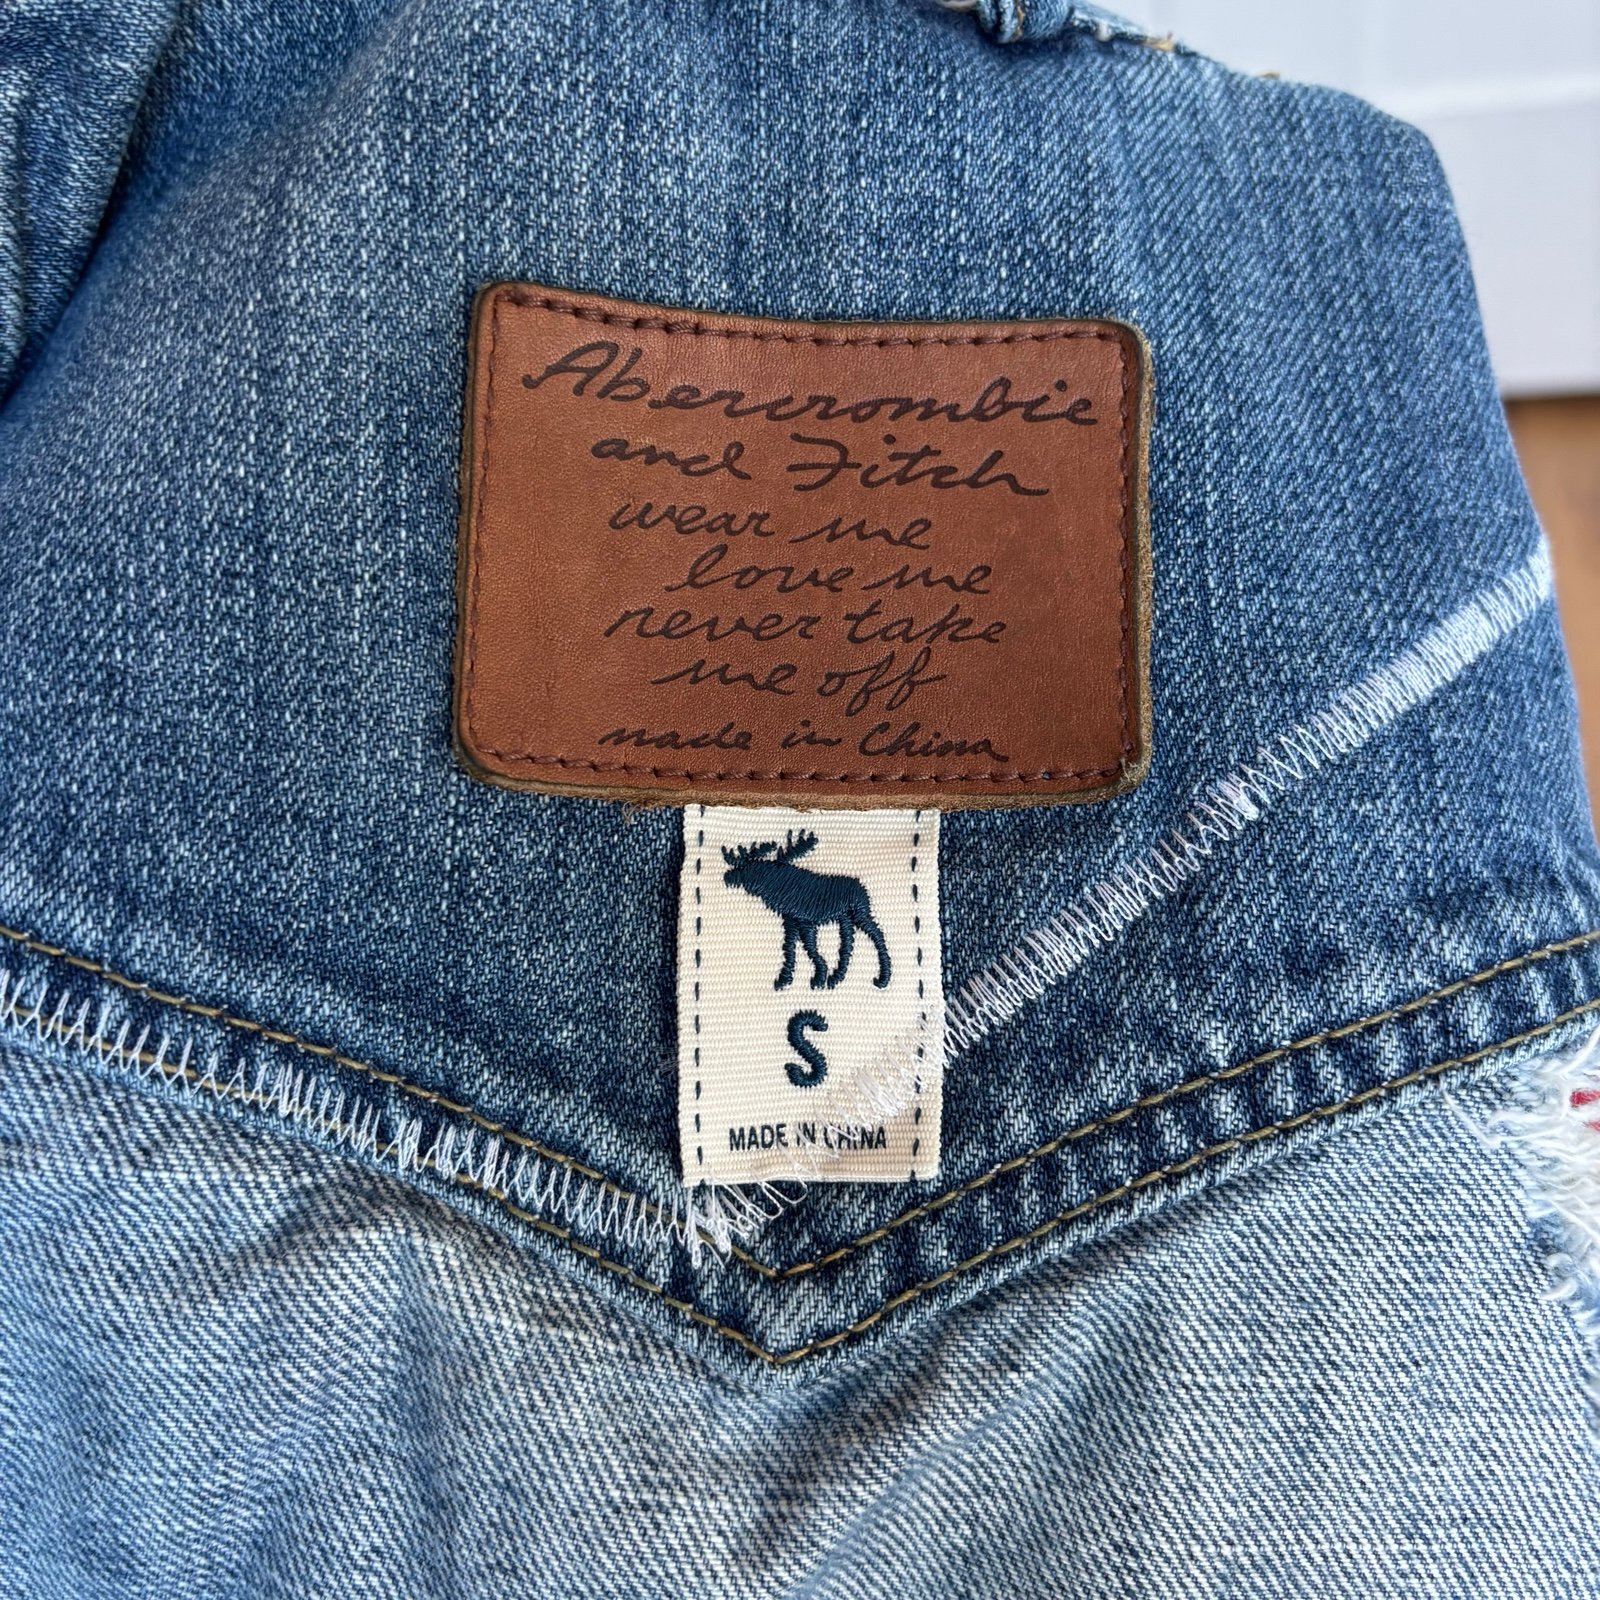 Abercrombie
and Fitch
wear me
love me
never take
me off
made in China
S
MADE IN CHINA